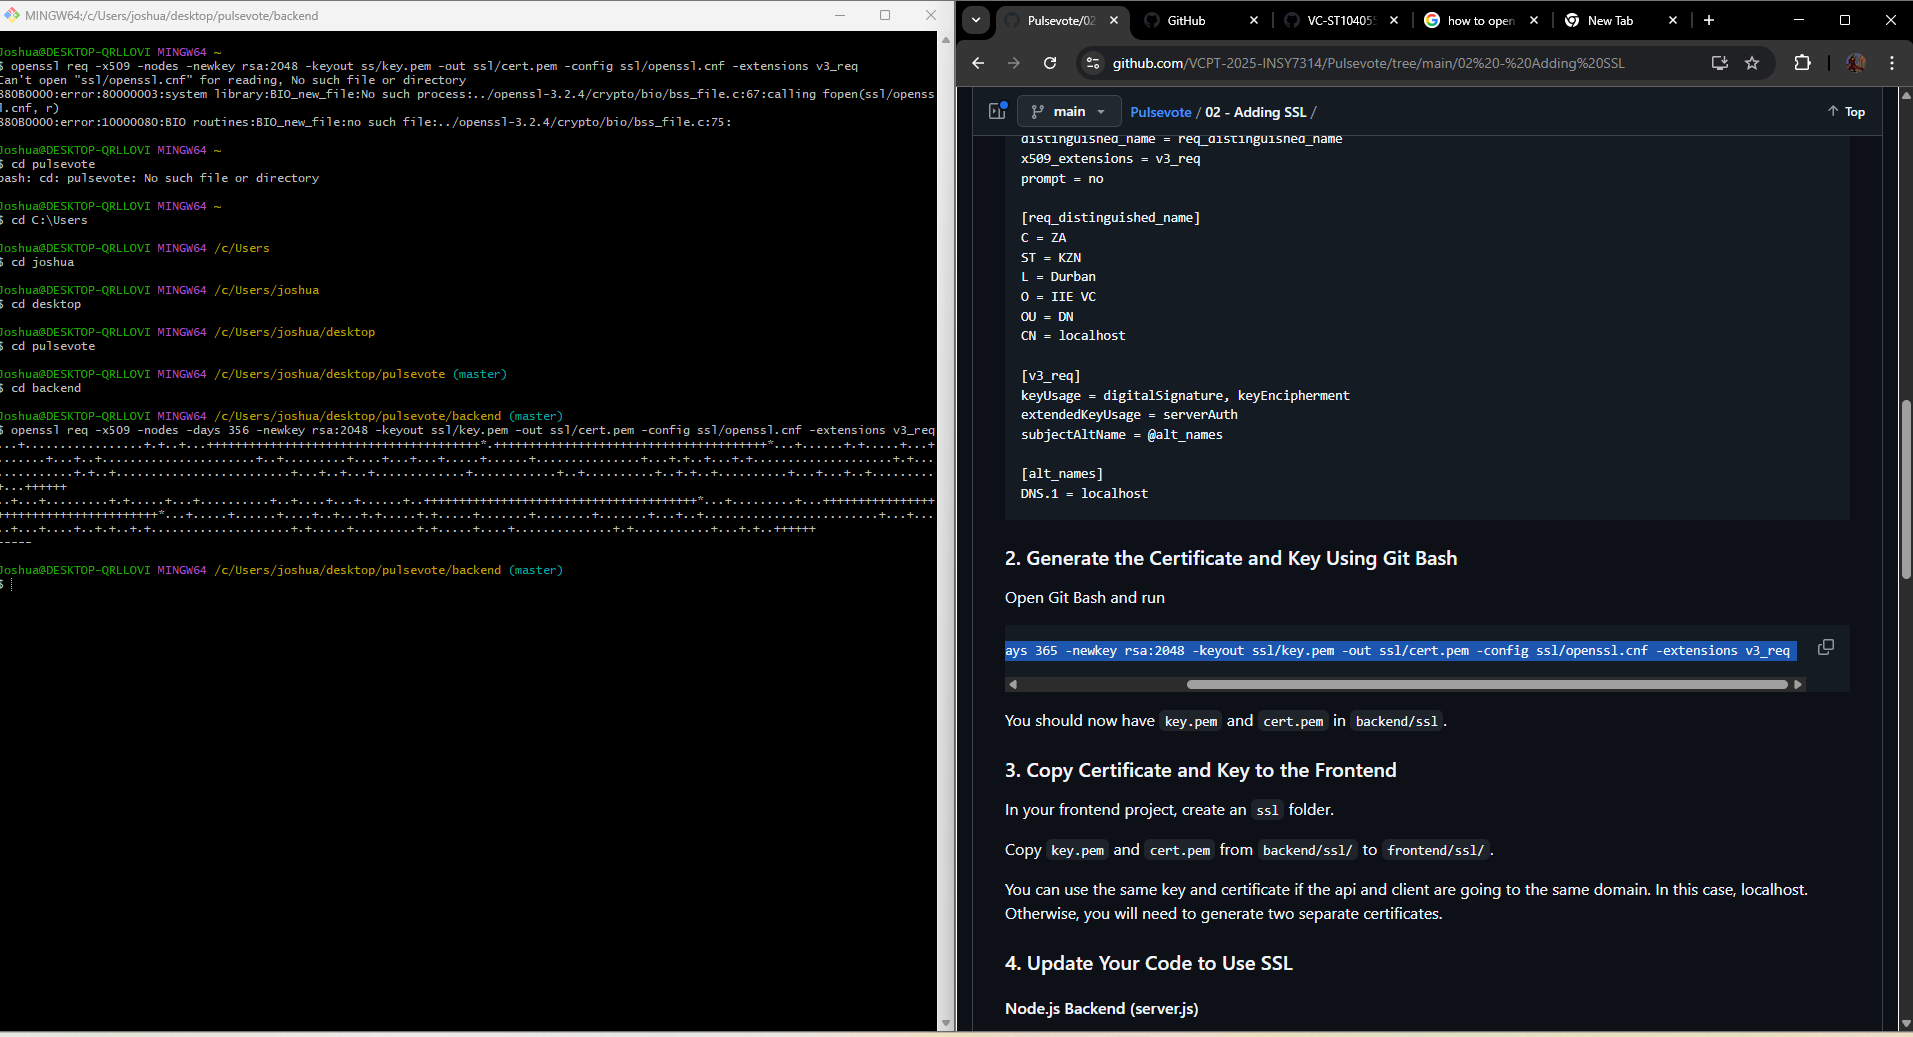 MINGW64:/c/Users/joshua/desktop/pulsevote/backend
Joshua@DESKTOP-QRLLOVI MINGW64 ~
$ openssl req -x509 -nodes -newkey rsa:2048 -keyout ss/key.pem -out ssl/cert.pem -config ssl/openssl.cnf -extensions v3_req
Can't open "ssl/openssl.cnf" for reading, No such file or directory
880B0000:error:80000003:system library:BIO_new_file:No such process:../openssl-3.2.4/crypto/bio/bss_file.c:67:calling fopen(ssl/openss
l.cnf, r)
880B0000:error:10000080:BIO routines:BIO_new_file:no such file:../openssl-3.2.4/crypto/bio/bss_file.c:75:
Joshua@DESKTOP-QRLLOVI MINGW64 ~
$ cd pulsevote
bash: cd: pulsevote: No such file or directory
Joshua@DESKTOP-QRLLOVI MINGW64 ~
$ cd C:\Users
Joshua@DESKTOP-QRLLOVI MINGW64 /c/Users
$ cd joshua
Joshua@DESKTOP-QRLLOVI MINGW64 /c/Users/joshua
$ cd desktop
Joshua@DESKTOP-QRLLOVI MINGW64 /c/Users/joshua/desktop
$ cd pulsevote
Joshua@DESKTOP-QRLLOVI MINGW64 /c/Users/joshua/desktop/pulsevote (master)
$ cd backend
Joshua@DESKTOP-QRLLOVI MINGW64 /c/Users/joshua/desktop/pulsevote/backend (master)
$ openssl req -x509 -nodes -days 356 -newkey rsa:2048 -keyout ssl/key.pem -out ssl/cert.pem -config ssl/openssl.cnf -extensions v3_req
-----
Joshua@DESKTOP-QRLLOVI MINGW64 /c/Users/joshua/desktop/pulsevote/backend (master)
$
Pulsevote/02
GitHub
VC-ST104055
how to open
New Tab
github.com/VCPT-2025-INSY7314/Pulsevote/tree/main/02%20-%20Adding%20SSL
main
Pulsevote / 02 - Adding SSL /
Top
distinguished_name = req_distinguished_name
x509_extensions = v3_req
prompt = no
[req_distinguished_name]
C = ZA
ST = KZN
L = Durban
O = IIE VC
OU = DN
CN = localhost
[v3_req]
keyUsage = digitalSignature, keyEncipherment
extendedKeyUsage = serverAuth
subjectAltName = @alt_names
[alt_names]
DNS.1 = localhost
2. Generate the Certificate and Key Using Git Bash
Open Git Bash and run
ays 365 -newkey rsa:2048 -keyout ssl/key.pem -out ssl/cert.pem -config ssl/openssl.cnf -extensions v3_req
You should now have key.pem and cert.pem in backend/ssl.
3. Copy Certificate and Key to the Frontend
In your frontend project, create an ssl folder.
Copy key.pem and cert.pem from backend/ssl/ to frontend/ssl/.
You can use the same key and certificate if the api and client are going to the same domain. In this case, localhost.
Otherwise, you will need to generate two separate certificates.
4. Update Your Code to Use SSL
Node.js Backend (server.js)